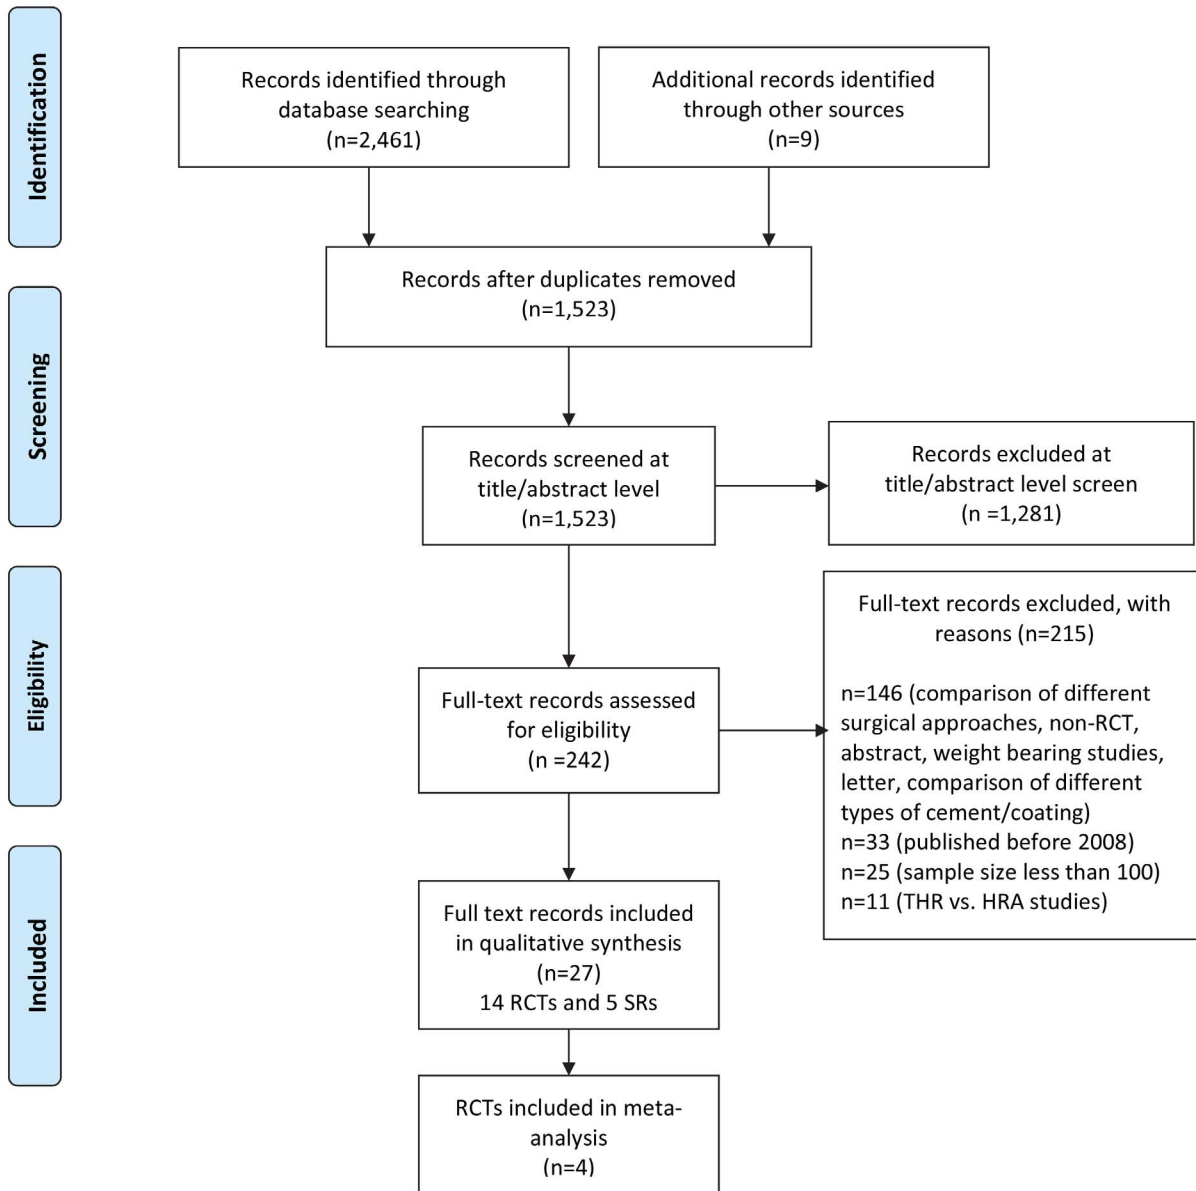 Identification
Records identified through
database searching
(n=2,461)
Additional records identified
through other sources
(n=9)
Records after duplicates removed
(n=1,523)
Screening
Records screened at
title/abstract level
(n=1,523)
Records excluded at
title/abstract level screen
(n =1,281)
Eligibility
Full-text records assessed
for eligibility
(n =242)
Full-text records excluded, with
reasons (n=215)
n=146 (comparison of different
surgical approaches, non-RCT,
abstract, weight bearing studies,
letter, comparison of different
types of cement/coating)
n=33 (published before 2008)
n=25 (sample size less than 100)
n=11 (THR vs. HRA studies)
Included
Full text records included
in qualitative synthesis
(n=27)
14 RCTs and 5 SRs
RCTs included in meta-
analysis
(n=4)